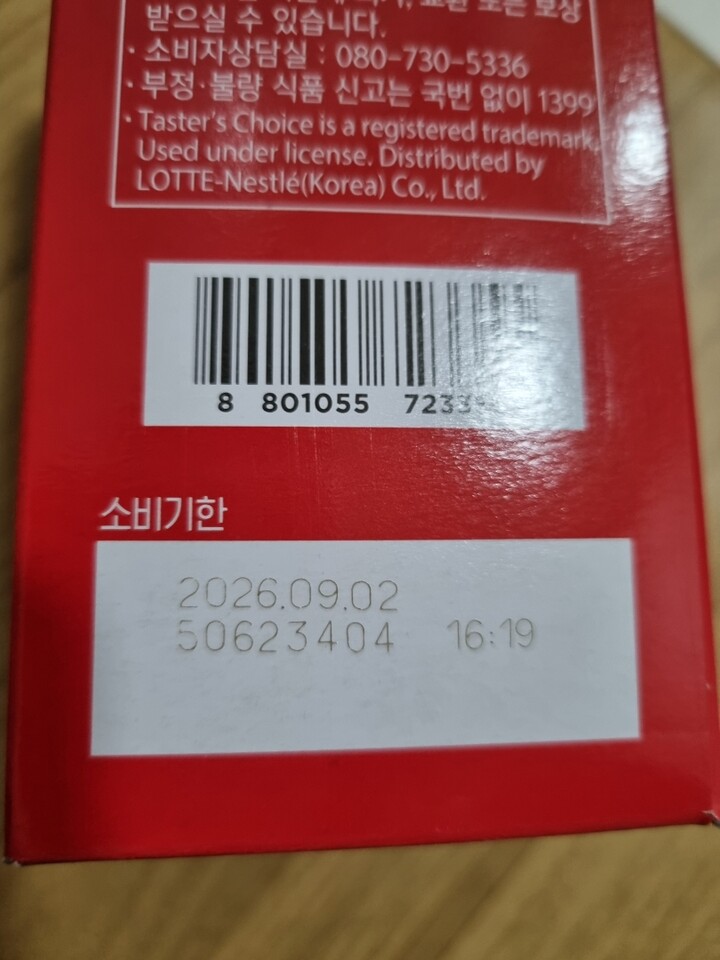 받으실 수 있습니다.
· 소비자상담실 : 080-730-5336
· 부정·불량 식품 신고는 국번 없이 1399
· Taster's Choice is a registered trademark.
Used under license. Distributed by
LOTTE-Nestlé(Korea) Co., Ltd.
8 801055
소비기한
2026.09.02
50623404 16:19